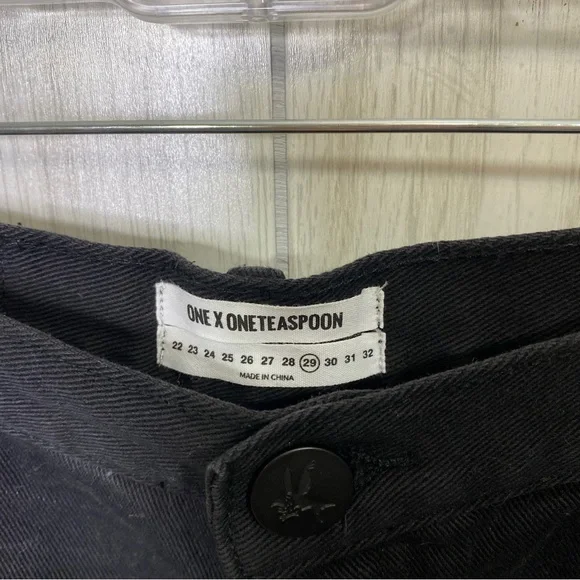 ONE X ONETEASPOON
22 23 24 25 26 27 28 29 30 31 32
MADE IN CHINA